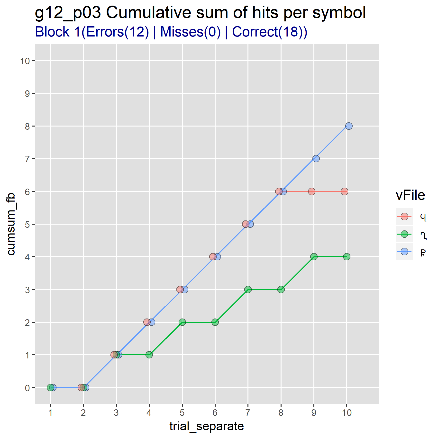 g12_p03 Cumulative sum of hits per symbol
Block 1(Errors(12) | Misses(0) | Correct(18))
10
9
8
7
6
5
4
3
2
1
0
cumsum_fb
1 2 3 4 5 6 7 8 9 10
trial_separate
vFile